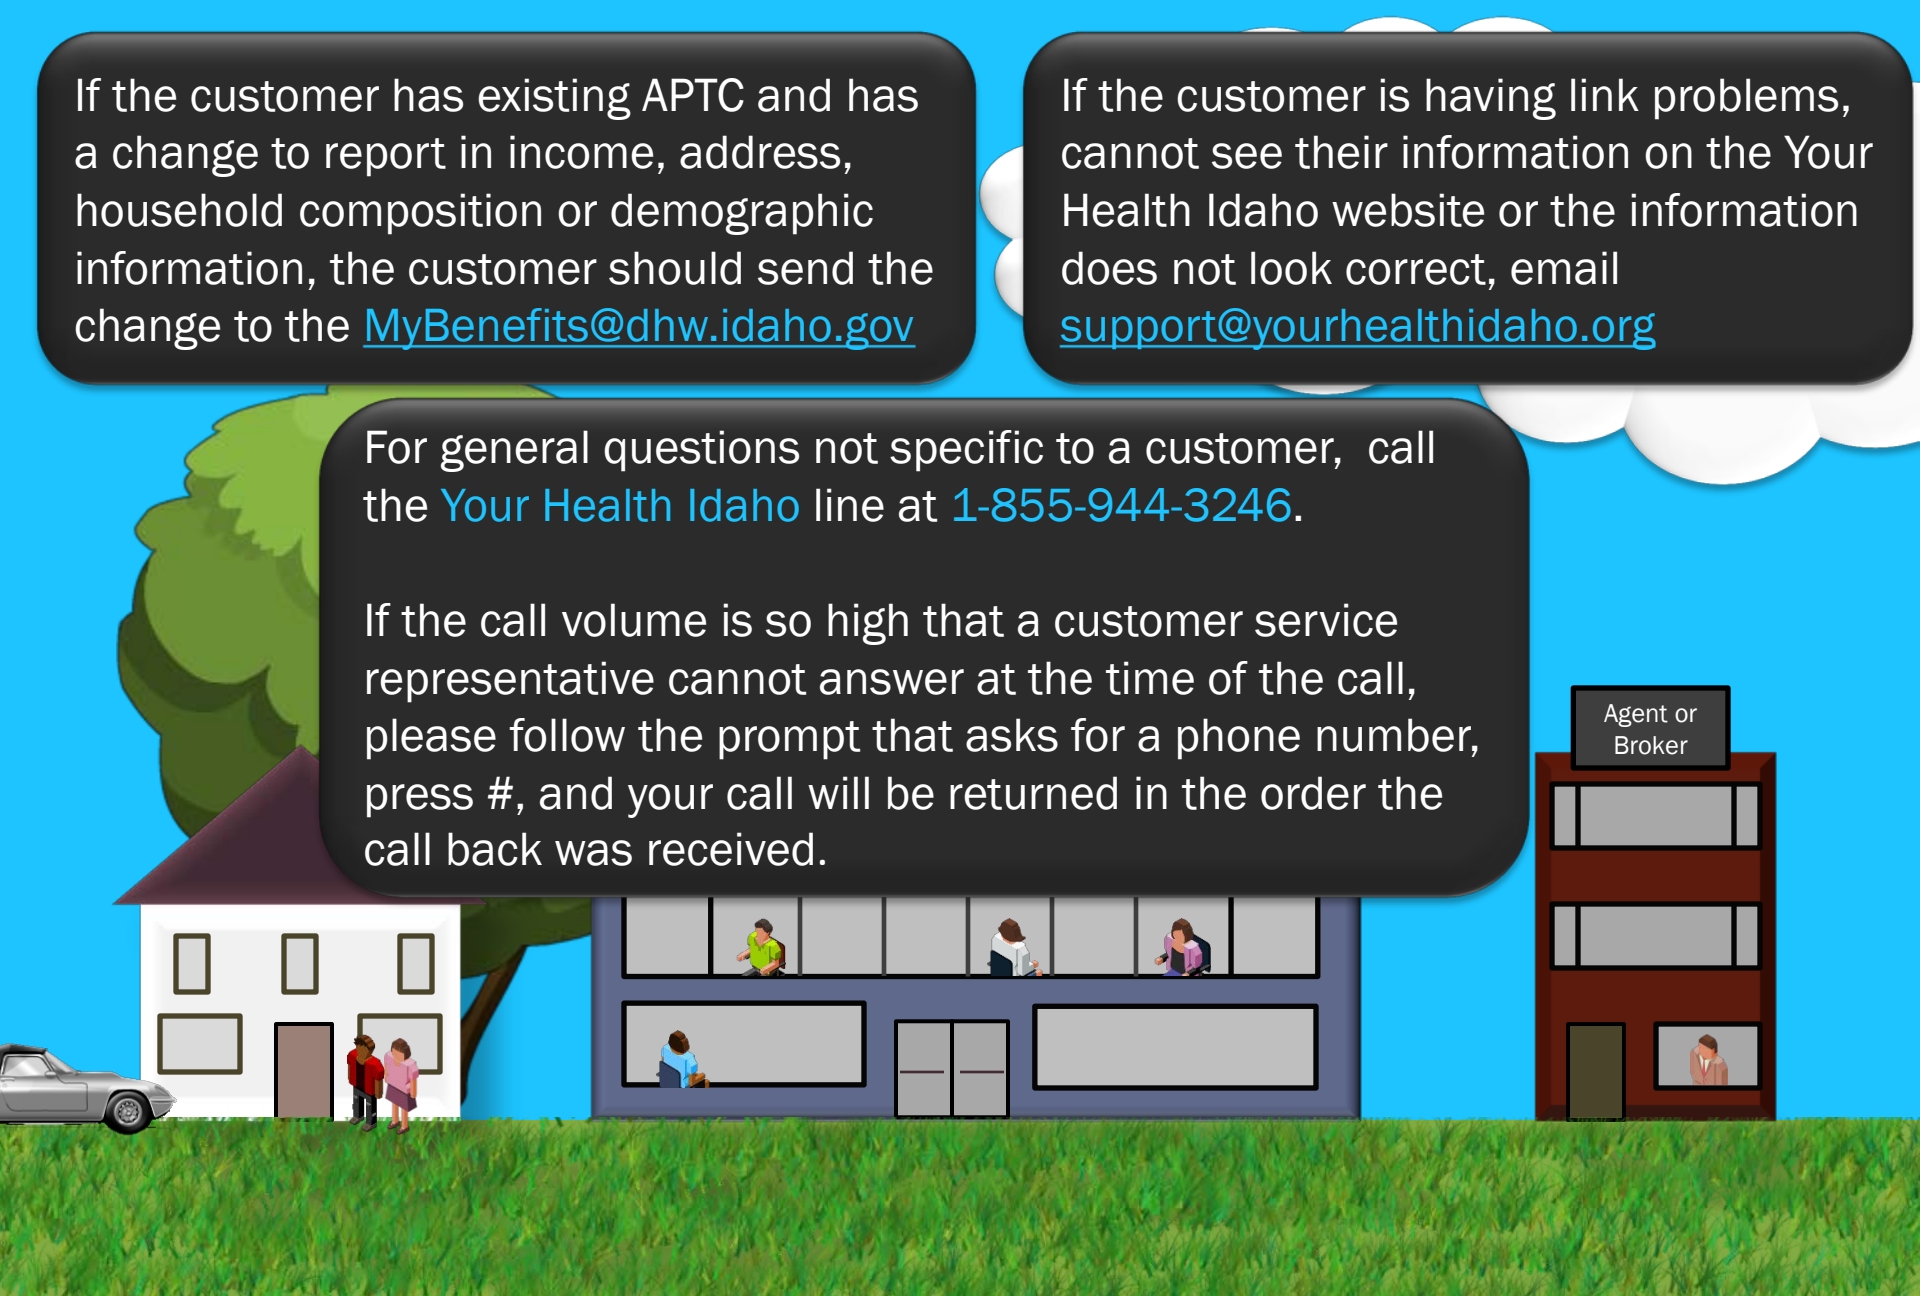 If the customer has existing APTC and has
a change to report in income, address,
household composition or demographic
information, the customer should send the
change to the MyBenefits@dhw.idaho.gov
If the customer is having link problems,
cannot see their information on the Your
Health Idaho website or the information
does not look correct, email
support@yourhealthidaho.org
For general questions not specific to a customer,  call
the Your Health Idaho line at 1-855-944-3246.
If the call volume is so high that a customer service
representative cannot answer at the time of the call,
please follow the prompt that asks for a phone number,
press #, and your call will be returned in the order the
call back was received.
Agent or
Broker